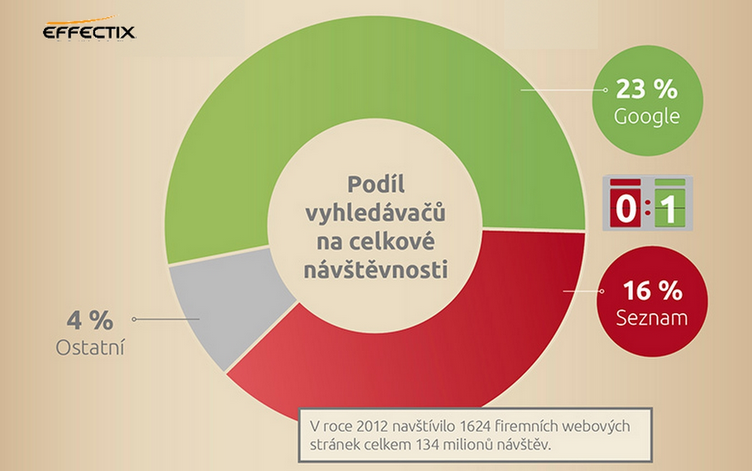 EFFECTIX
23 %
Google
Podíl
vyhledávačů
na celkové
návštěvnosti
0:1
16 %
Seznam
4 %
Ostatní
V roce 2012 navštívilo 1624 firemních webových
stránek celkem 134 milionů návštěv.